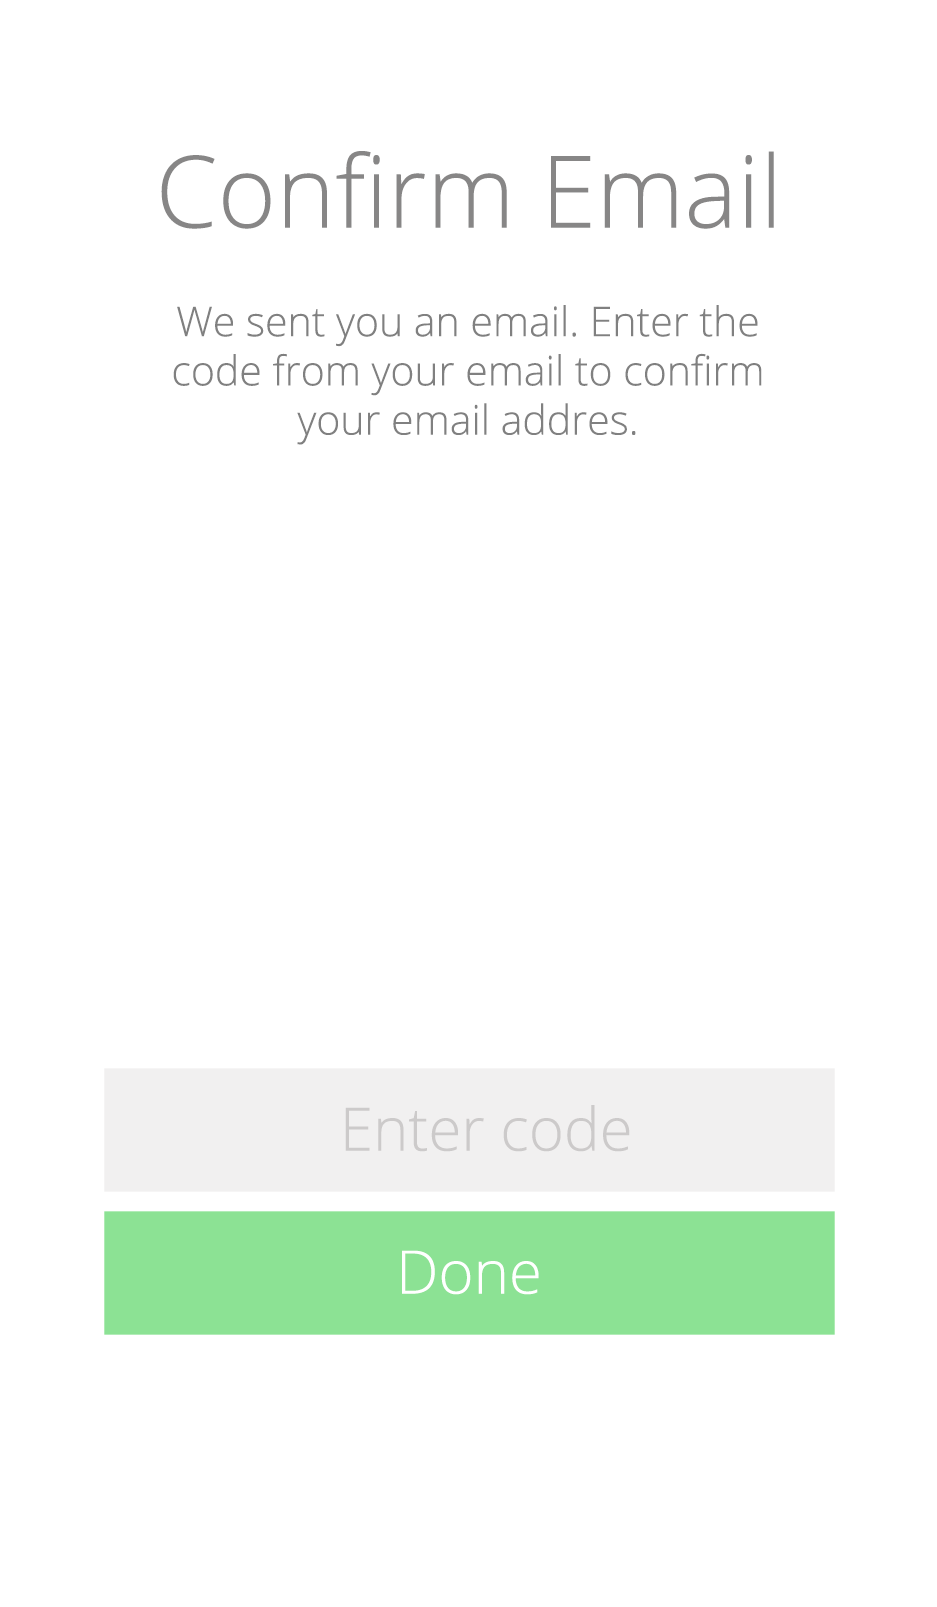 Confirm Email
We sent you an email. Enter the
code from your email to confirm
your email addres.
Enter code
Done